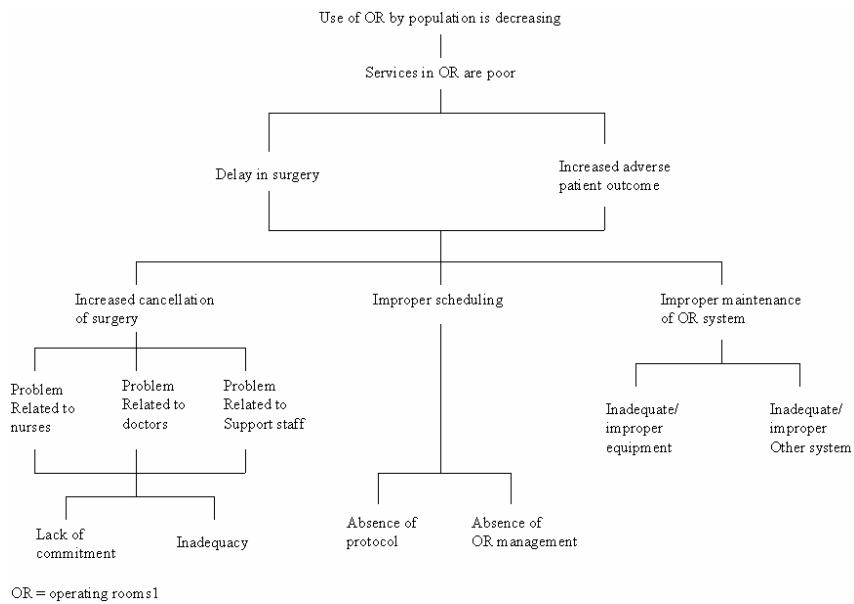 Use of OR by population is decreasing
Services in OR are poor
Delay in surgery
Increased adverse
patient outcome
Increased cancellation
of surgery
Improper scheduling
Improper maintenance
of OR system
Problem
Related to
nurses
Problem
Related to
doctors
Problem
Related to
Support staff
Inadequate/
improper
equipment
Inadequate/
improper
Other system
Lack of
commitment
Inadequacy
Absence of
protocol
Absence of
OR management
OR = operating rooms1